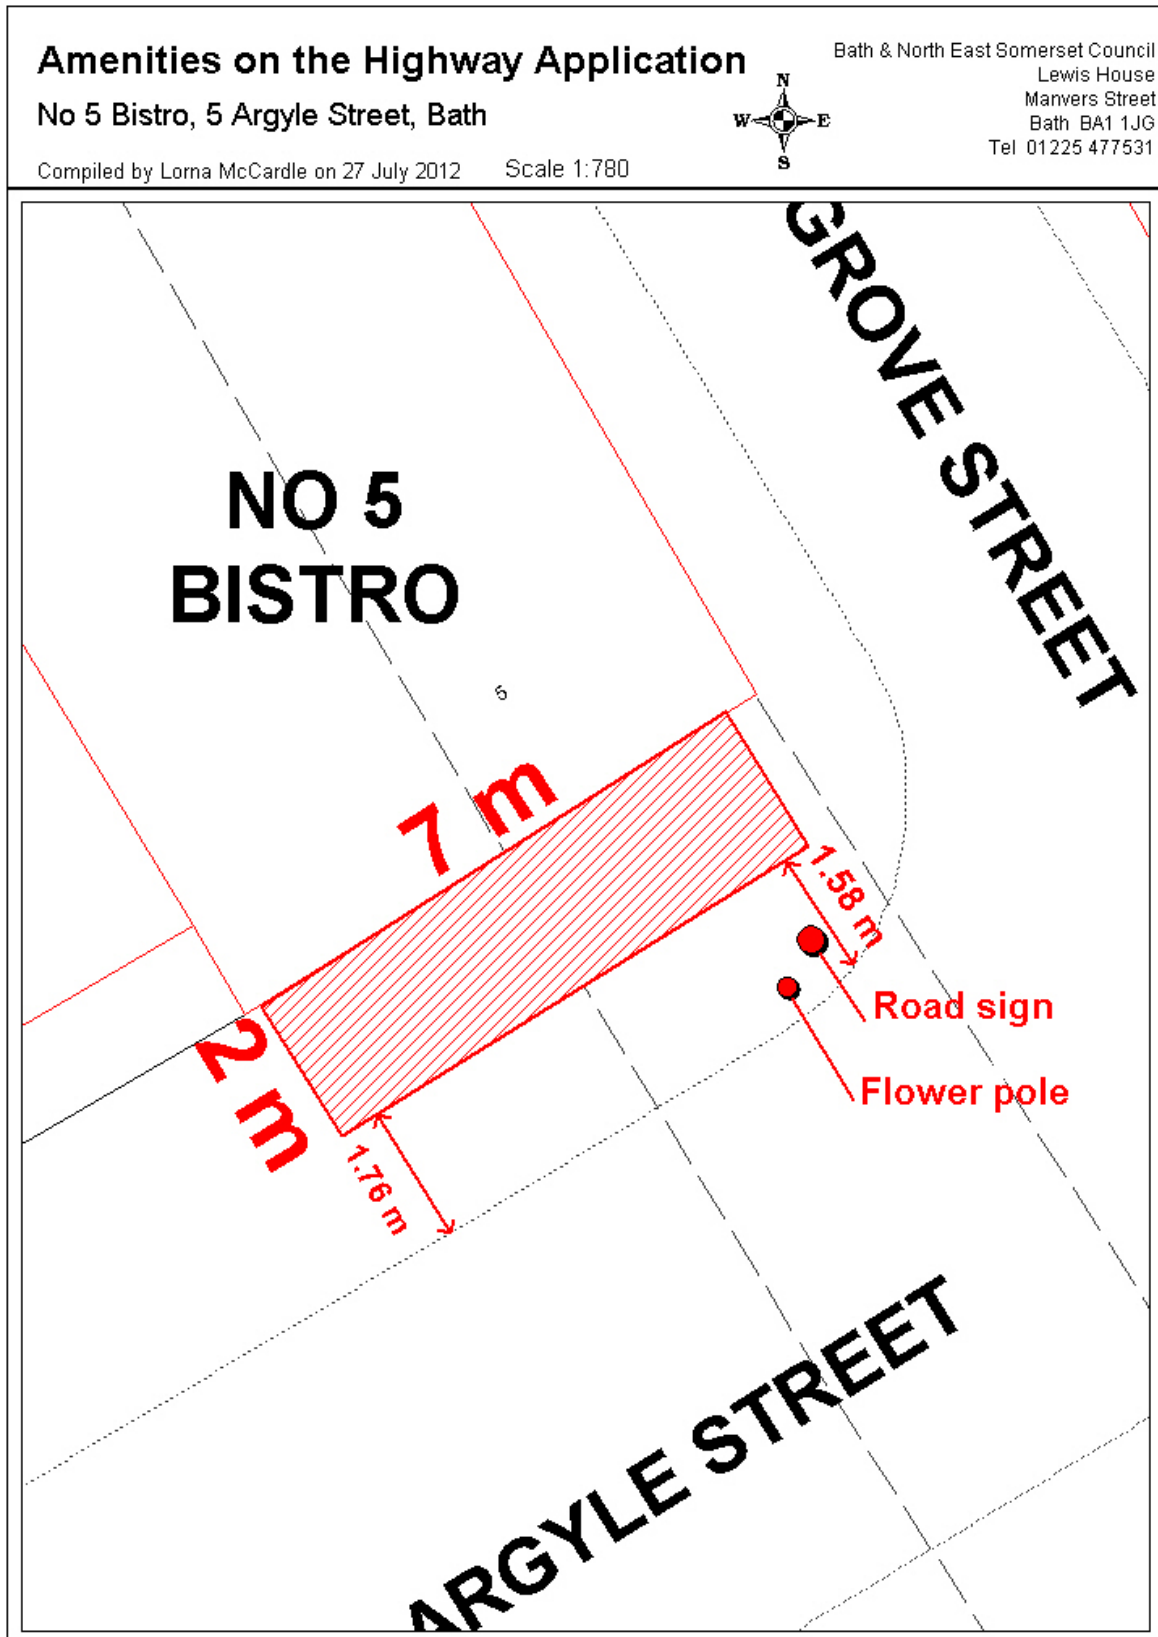 Amenities on the Highway Application
No 5 Bistro, 5 Argyle Street, Bath
Compiled by Lorna McCardle on 27 July 2012 Scale 1:780
N
W E
S
Bath & North East Somerset Council
Lewis House
Manvers Street
Bath BA1 1JG
Tel 01225 477531
GROVE STREET
NO 5
BISTRO
5
7 m
1.58 m
Road sign
2 m
Flower pole
1.76 m
ARGYLE STREET